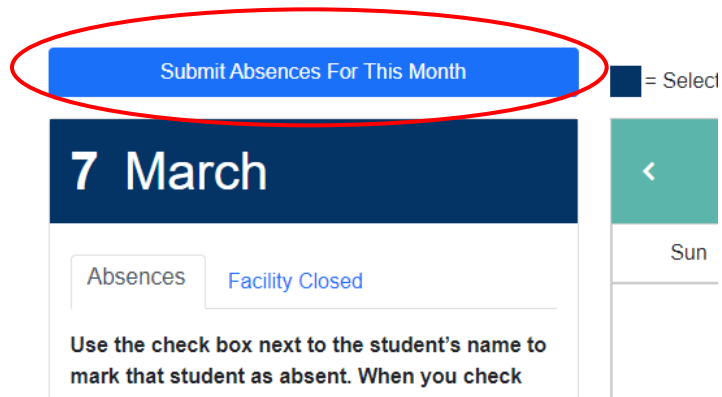 Submit Absences For This Month
= Select
7 March
Absences
Facility Closed
Use the check box next to the student's name to
mark that student as absent. When you check
Sun